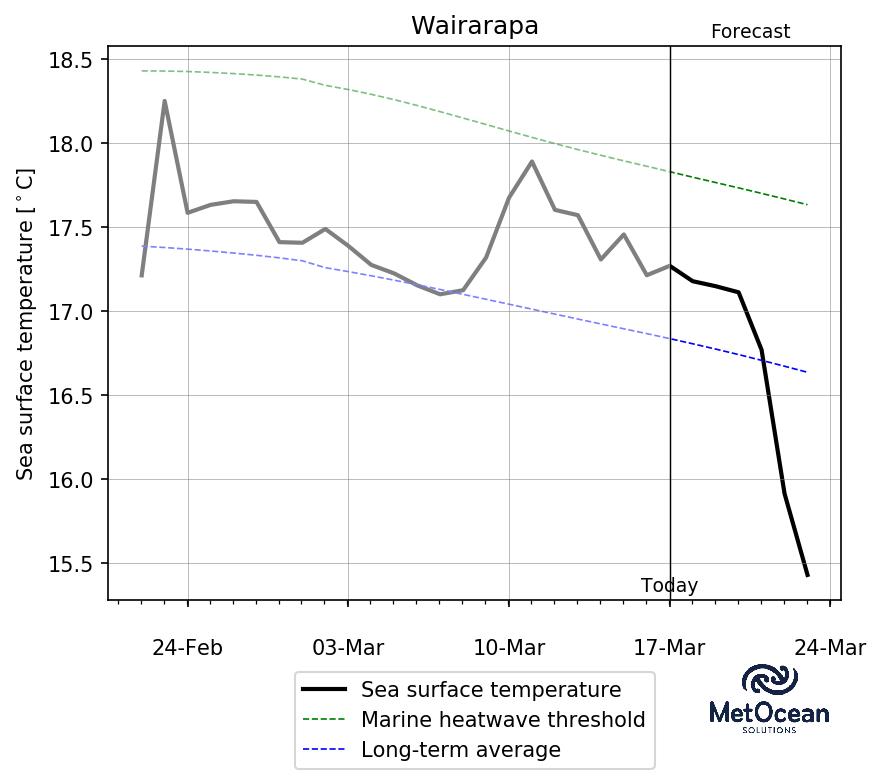 Wairarapa
Forecast
Sea surface temperature [°C]
18.5
18.0
17.5
17.0
16.5
16.0
15.5
Today
24-Feb
03-Mar
10-Mar
17-Mar
24-Mar
Sea surface temperature
Marine heatwave threshold
Long-term average
MetOcean
SOLUTIONS